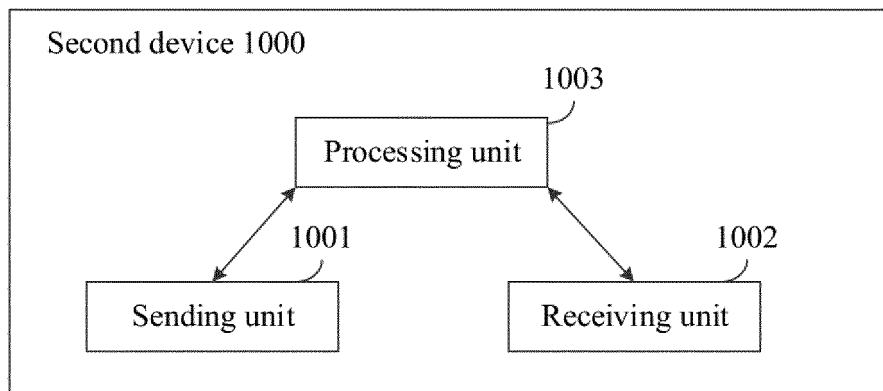 Second device 1000
1003
Processing unit
1001
1002
Sending unit
Receiving unit